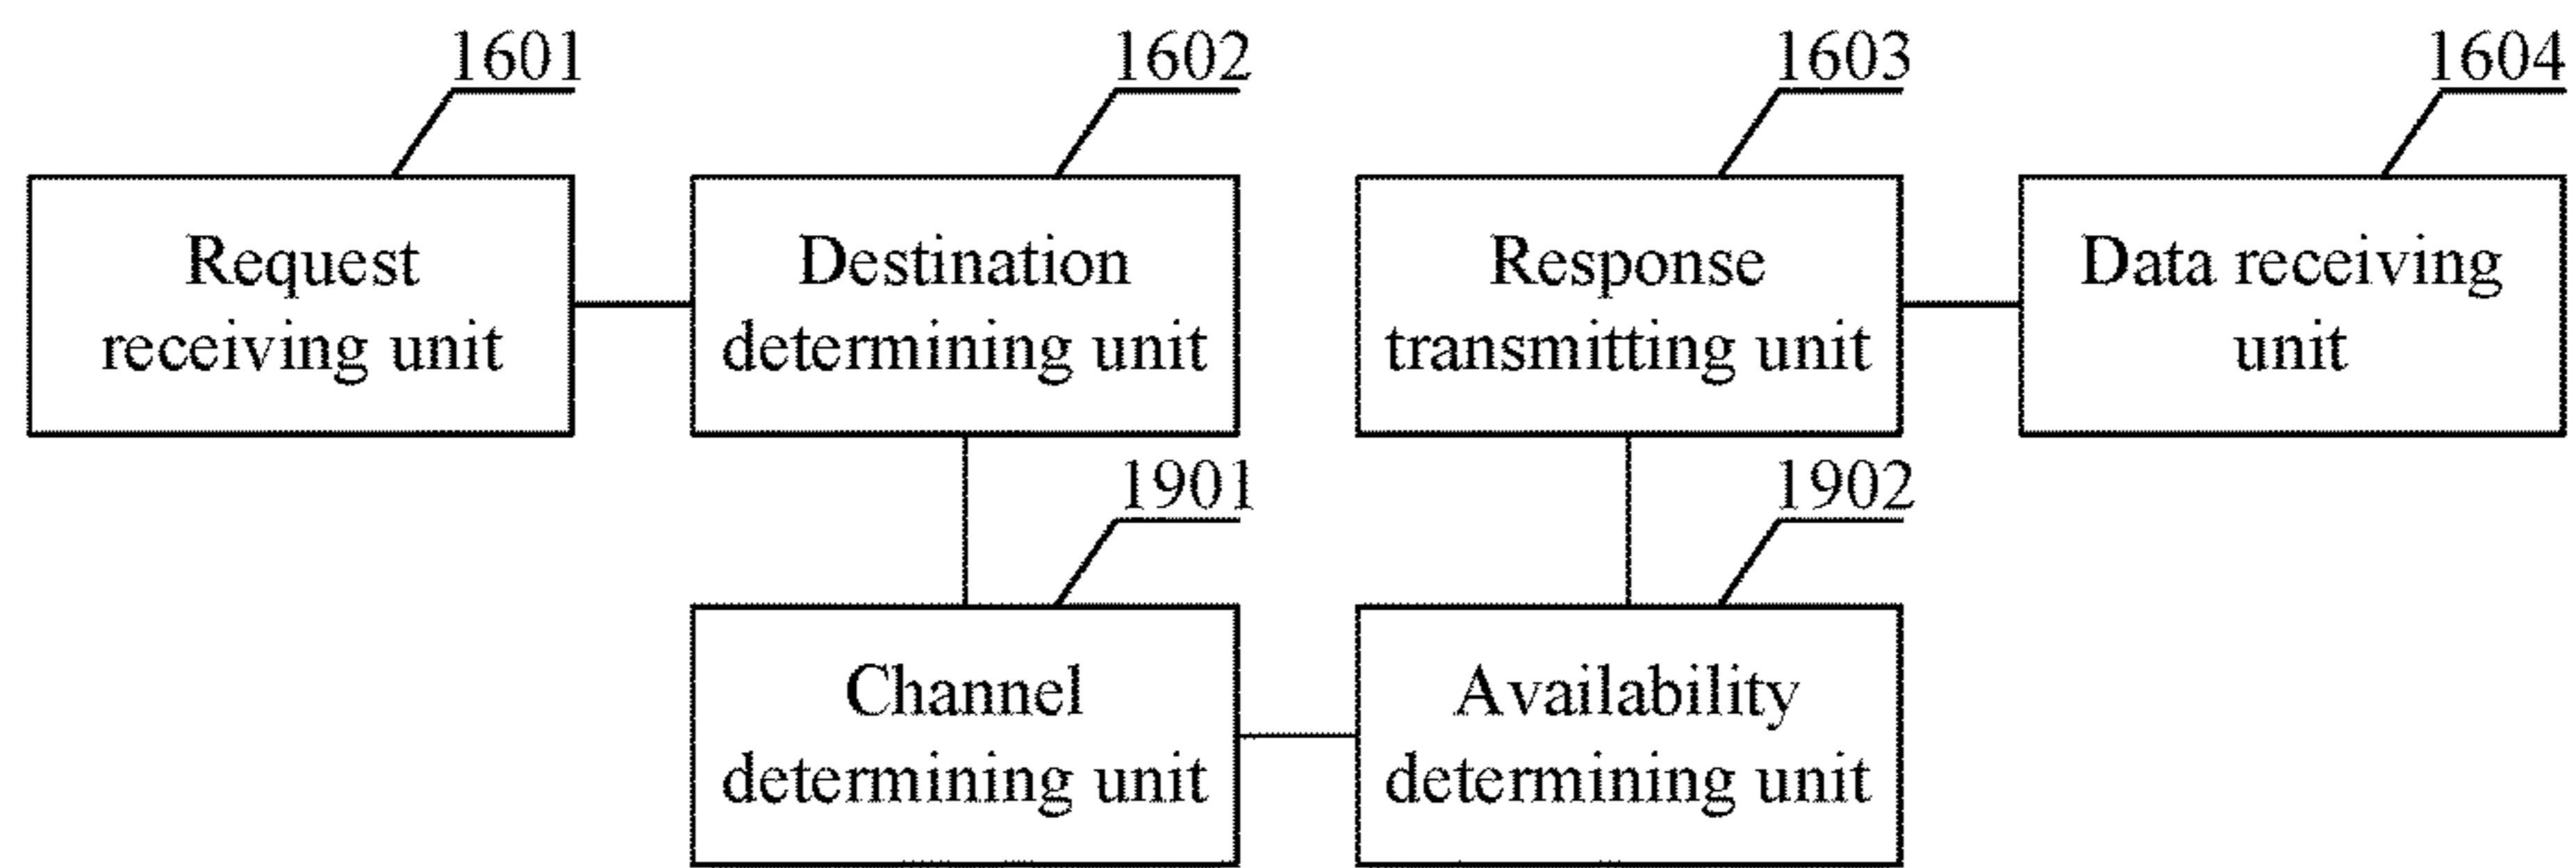 1601
1602
1603
1604
Request
receiving unit
Destination
determining unit
Response
transmitting unit
Data receiving
unit
1901
1902
Channel
determining unit
Availability
determining unit